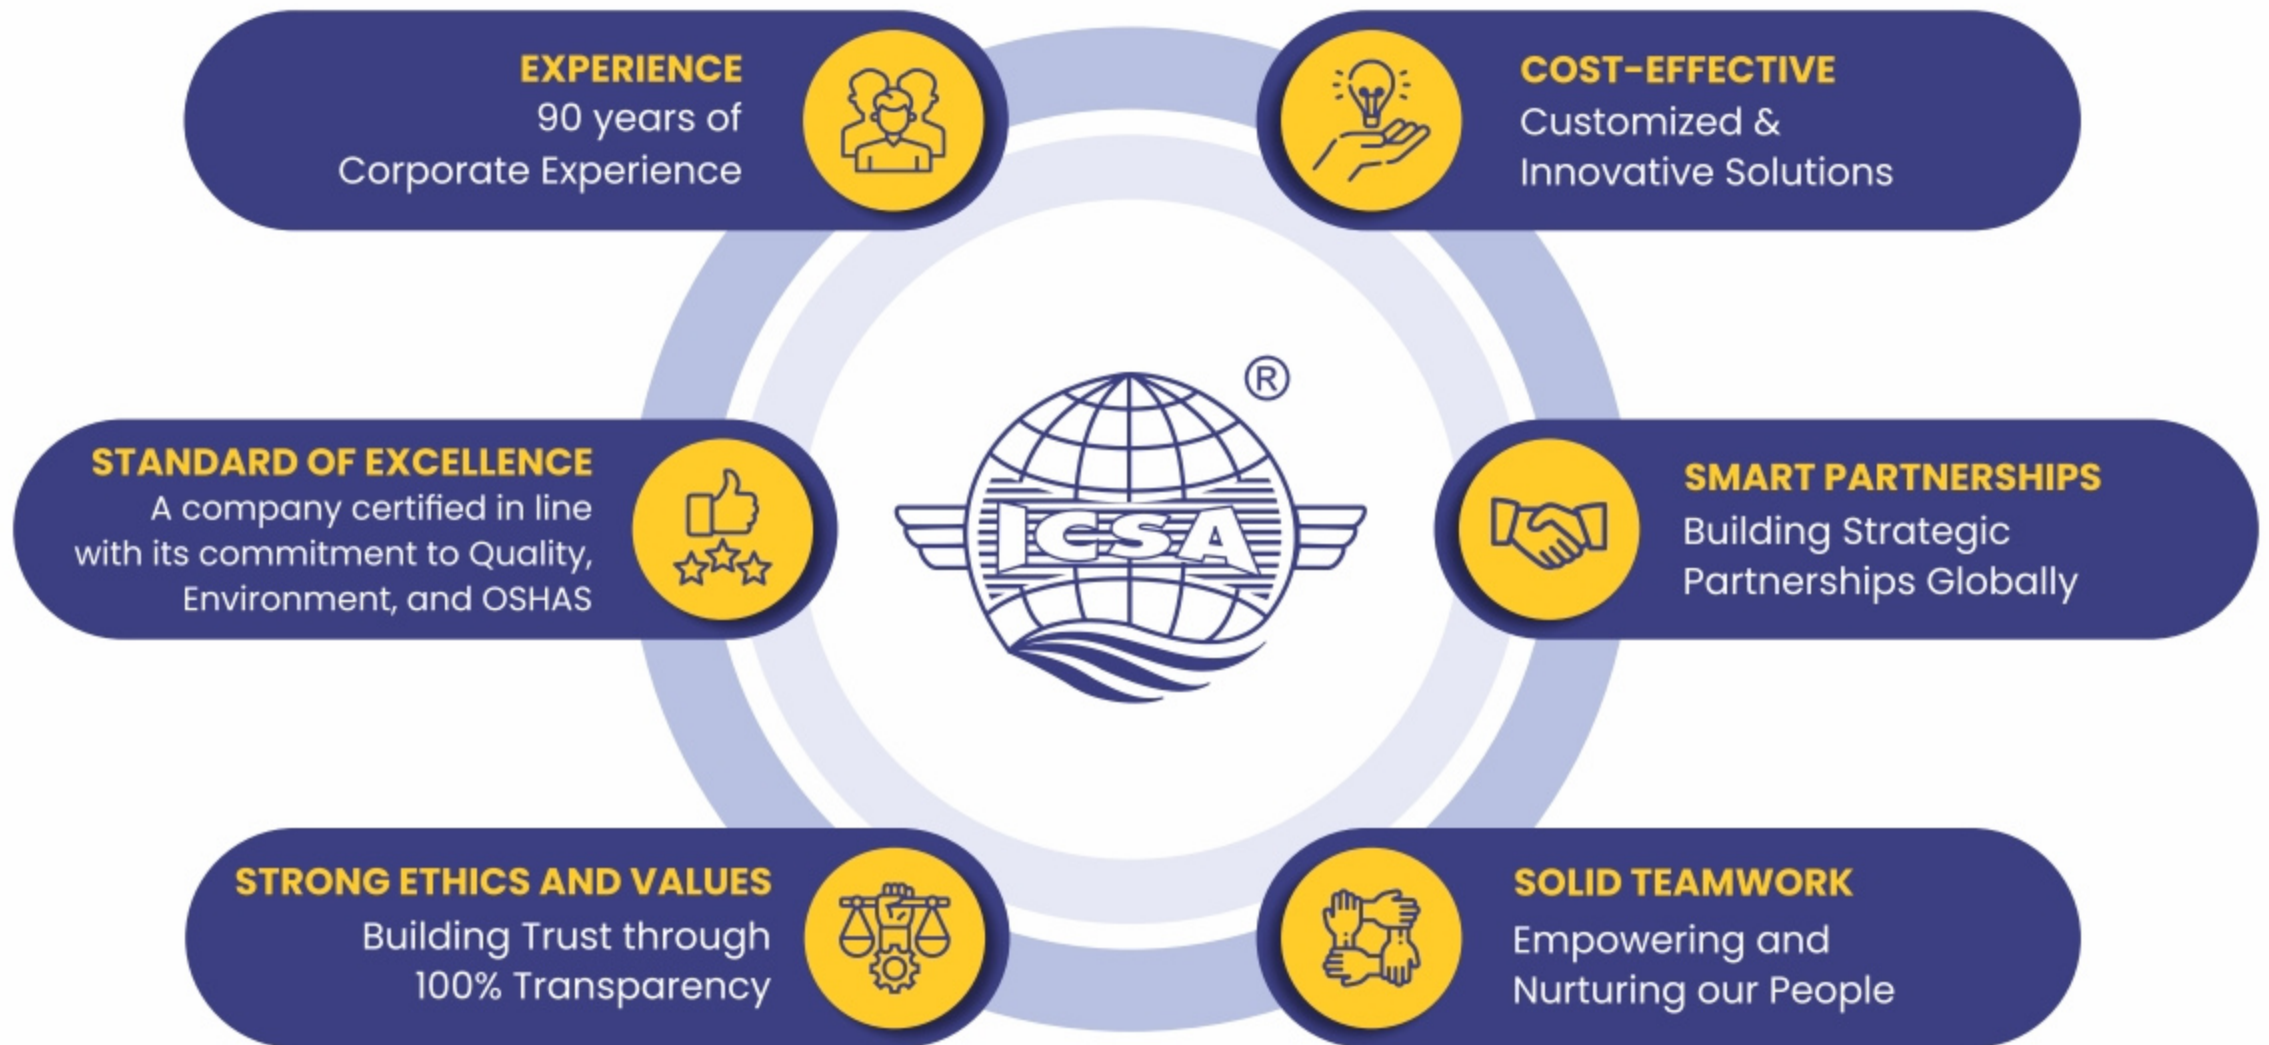 EXPERIENCE
90 years of
Corporate Experience
COST-EFFECTIVE
Customized &
Innovative Solutions
STANDARD OF EXCELLENCE
A company certified in line
with its commitment to Quality,
Environment, and OSHAS
®
ICSA
SMART PARTNERSHIPS
Building Strategic
Partnerships Globally
STRONG ETHICS AND VALUES
Building Trust through
100% Transparency
SOLID TEAMWORK
Empowering and
Nurturing our People